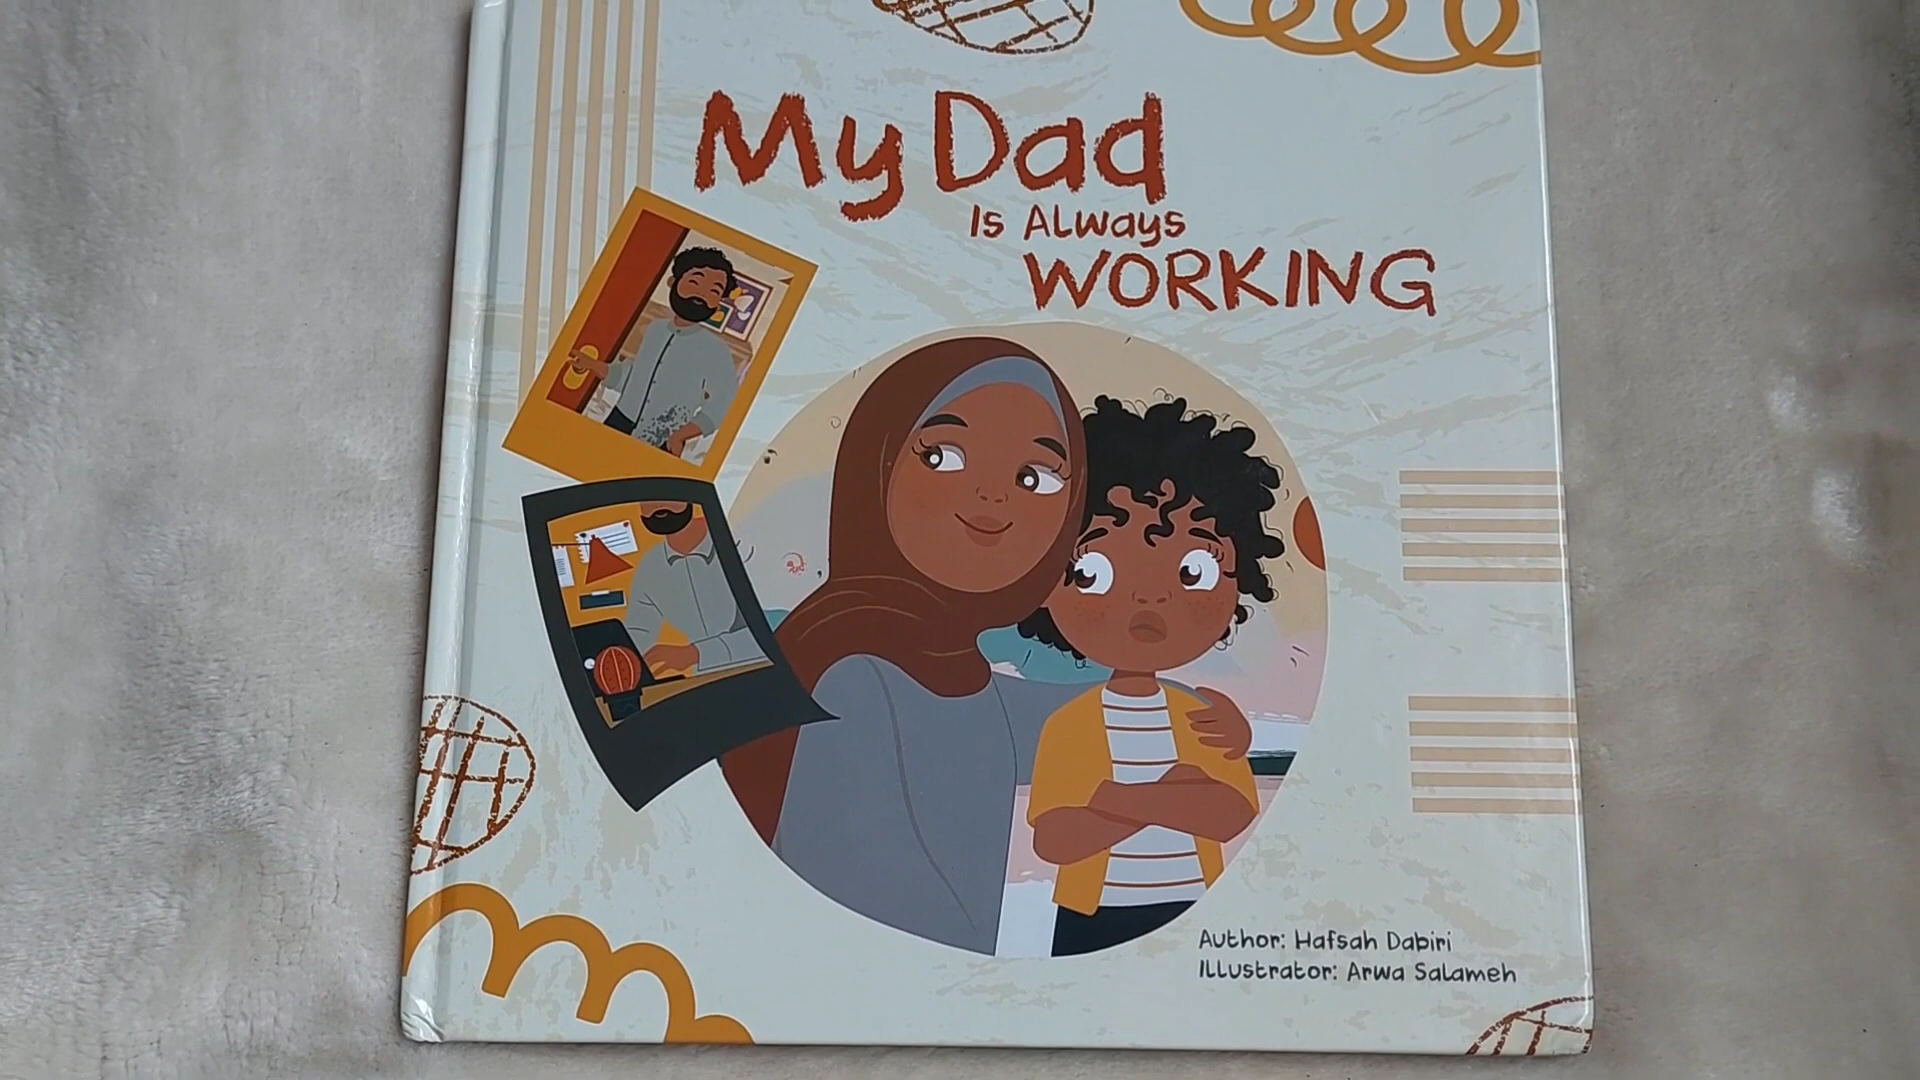 My Dad
Is Always
WORKING
Author: Hafsah Dabiri
Illustrator: Arwa Salameh